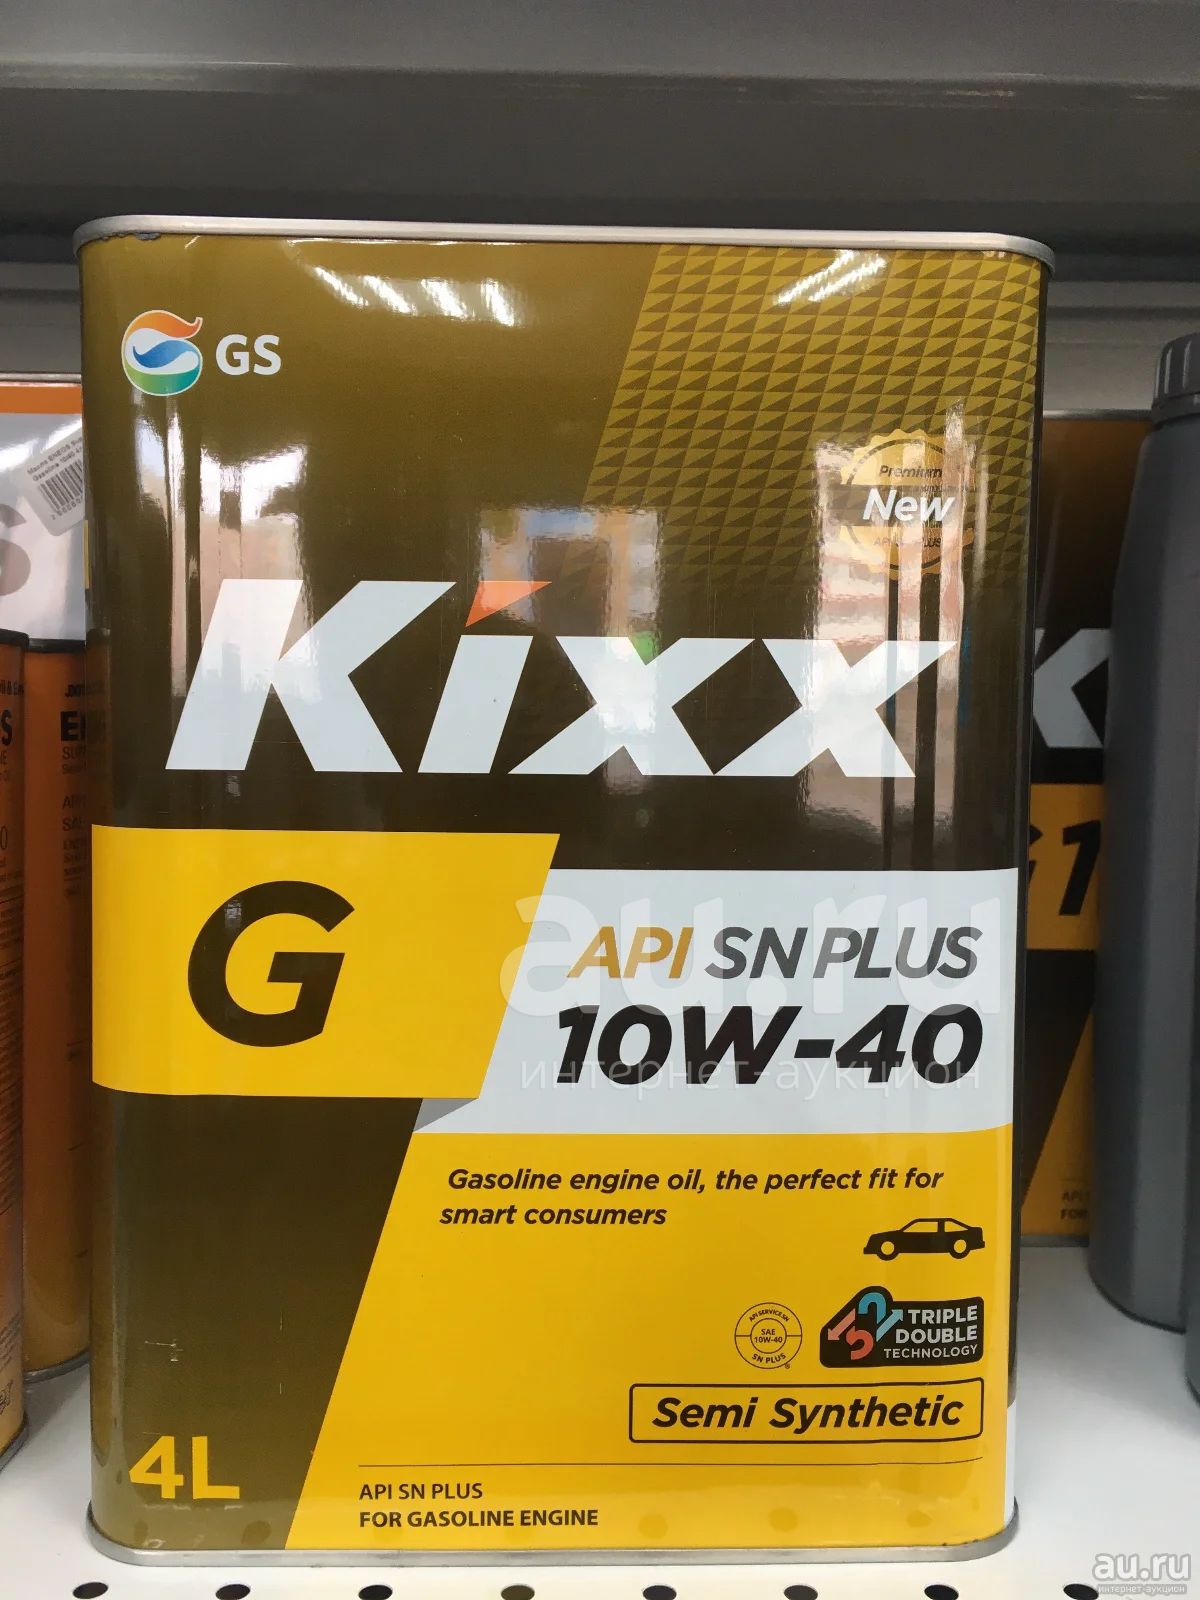 GS
Premium
New
Kixx
G
API SN PLUS
10W-40
au.ru
интернет-аукцион
Gasoline engine oil, the perfect fit for
smart consumers
API SERVICE SN
SAE
10W-40
SN PLUS
TRIPLE
DOUBLE
TECHNOLOGY
Semi Synthetic
4L
API SN PLUS
FOR GASOLINE ENGINE
au.ru
интернет-аукцион